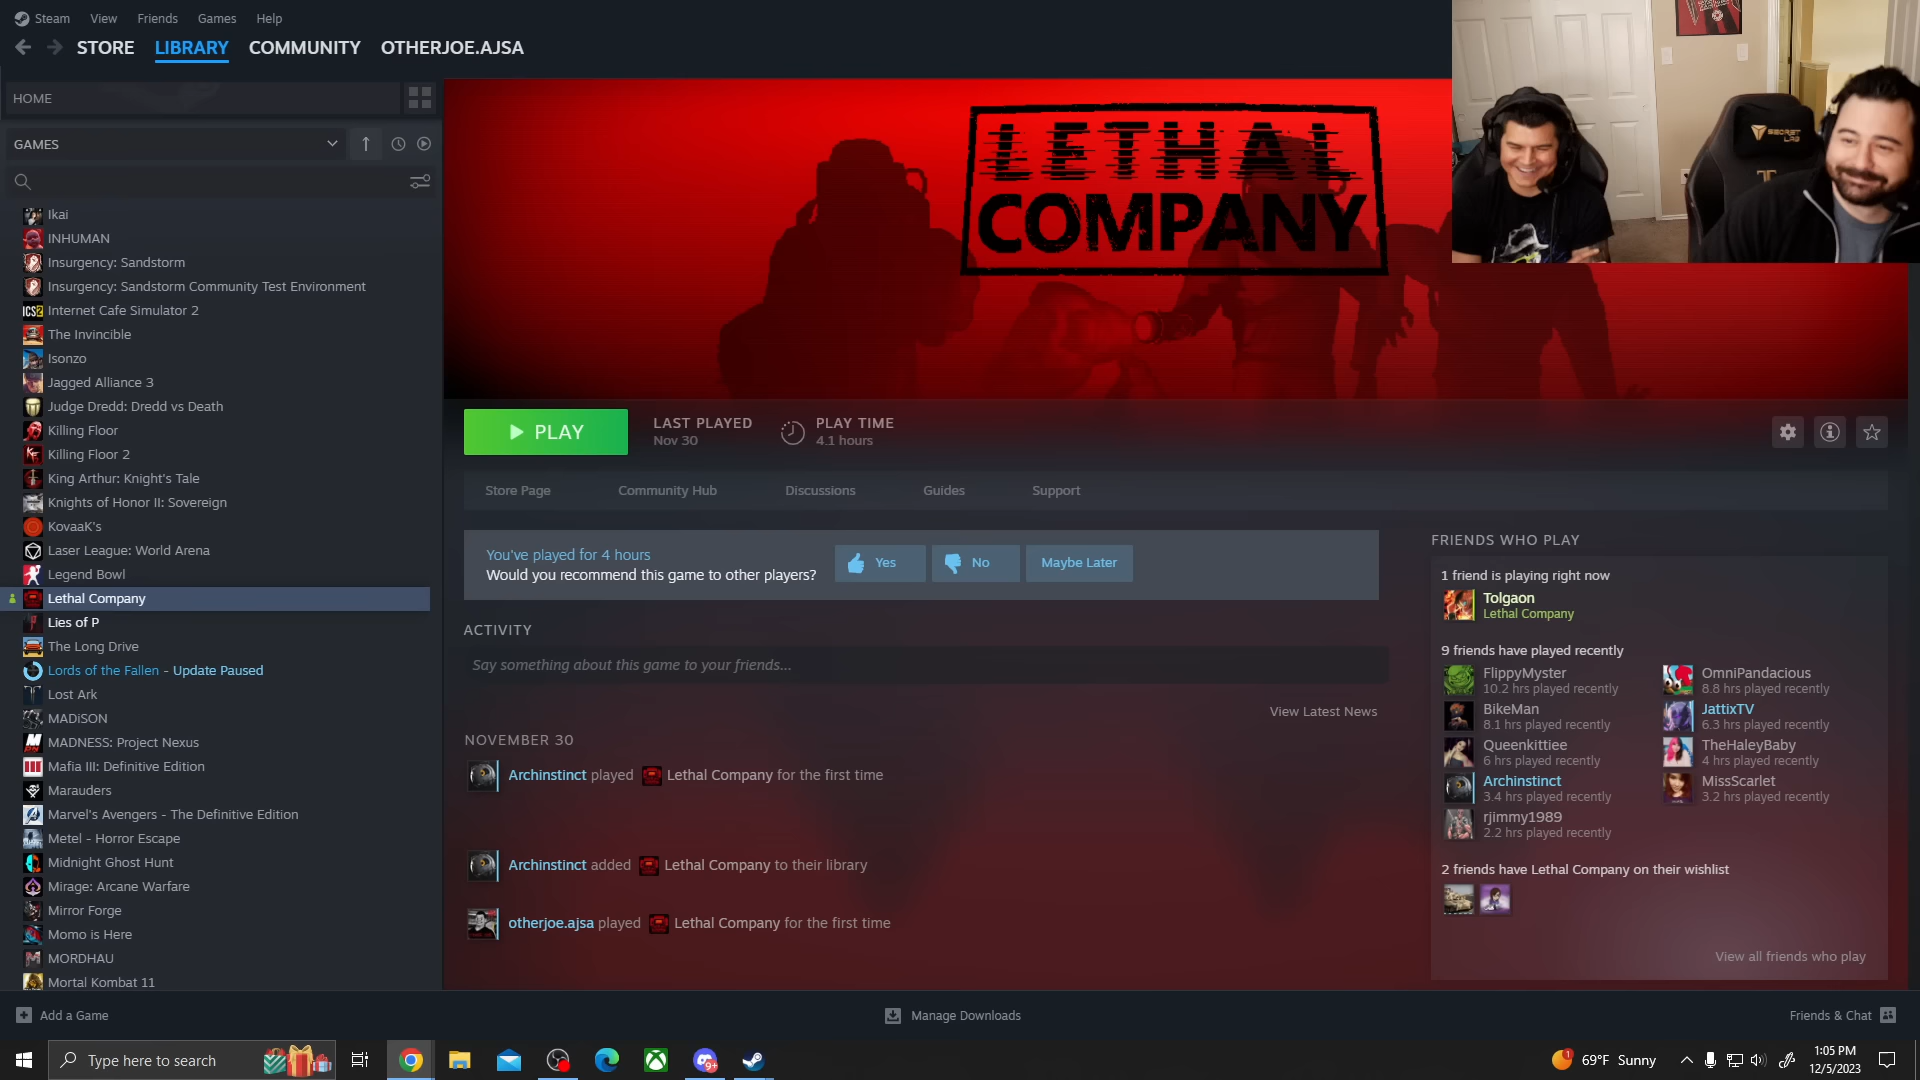 Steam View Friends Games Help
STORE LIBRARY COMMUNITY OTHERJOE.AJSA
HOME
GAMES
Ikai
INHUMAN
Insurgency: Sandstorm
Insurgency: Sandstorm Community Test Environment
ICS2 Internet Cafe Simulator 2
The Invincible
Isonzo
Jagged Alliance 3
Judge Dredd: Dredd vs Death
Killing Floor
Killing Floor 2
King Arthur: Knight's Tale
Knights of Honor II: Sovereign
KovaaK's
Laser League: World Arena
Legend Bowl
Lethal Company
Lies of P
The Long Drive
Lords of the Fallen - Update Paused
Lost Ark
MADiSON
MADNESS: Project Nexus
Mafia III: Definitive Edition
Marauders
Marvel's Avengers - The Definitive Edition
Metel - Horror Escape
Midnight Ghost Hunt
Mirage: Arcane Warfare
Mirror Forge
Momo is Here
MORDHAU
Mortal Kombat 11
LETHAL
COMPANY
SECRET
LAB
PLAY
LAST PLAYED
Nov 30
PLAY TIME
4.1 hours
Store Page Community Hub Discussions Guides Support
You've played for 4 hours
Would you recommend this game to other players?
Yes No Maybe Later
ACTIVITY
Say something about this game to your friends...
View Latest News
NOVEMBER 30
Archinstinct played Lethal Company for the first time
Archinstinct added Lethal Company to their library
otherjoe.ajsa played Lethal Company for the first time
FRIENDS WHO PLAY
1 friend is playing right now
Tolgaon
Lethal Company
9 friends have played recently
FlippyMyster
10.2 hrs played recently
OmniPandacious
8.8 hrs played recently
BikeMan
8.1 hrs played recently
JattixTV
6.3 hrs played recently
Queenkittiee
6 hrs played recently
TheHaleyBaby
4 hrs played recently
Archinstinct
3.4 hrs played recently
MissScarlet
3.2 hrs played recently
rjimmy1989
2.2 hrs played recently
2 friends have Lethal Company on their wishlist
View all friends who play
Add a Game
Manage Downloads
Friends & Chat
Type here to search
9+
1
69°F Sunny
1:05 PM
12/5/2023